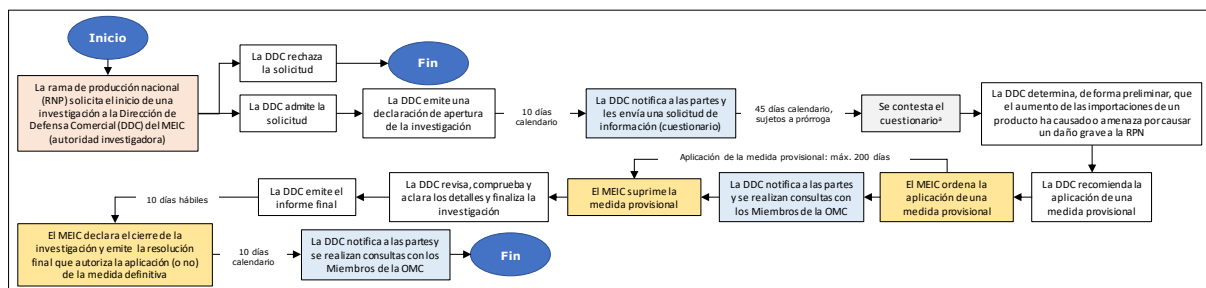 Inicio
La rama de producción nacional
(RNP) solicita el inicio de una
investigación a la Dirección de
Defensa Comercial (DDC) del MEIC
(autoridad investigadora)
La DDC rechaza
la solicitud
Fin
La DDC admite la
solicitud
La DDC emite una
declaración de apertura
de la investigación
10 días
calendario
La DDC notifica a las partes y
les envía una solicitud de
información (cuestionario)
45 días calendario,
sujetos a prórroga
Se contesta el
cuestionarioª
La DDC determina, de forma preliminar, que
el aumento de las importaciones de un
producto ha causado o amenaza por causar
un daño grave a la RPN
La DDC recomienda la
aplicación de una
medida provisional
El MEIC ordena la
aplicación de una
medida provisional
Aplicación de la medida provisional: máx. 200 días
La DDC notifica a las partes
y se realizan consultas con
los Miembros de la OMC
El MEIC suprime la
medida provisional
La DDC revisa, comprueba y
aclara los detalles y finaliza la
investigación
La DDC emite el
informe final
10 días hábiles
El MEIC declara el cierre de la
investigación y emite la resolución
final que autoriza la aplicación (o no)
de la medida definitiva
10 días
calendario
La DDC notifica a las partes y
se realizan consultas con los
Miembros de la OMC
Fin